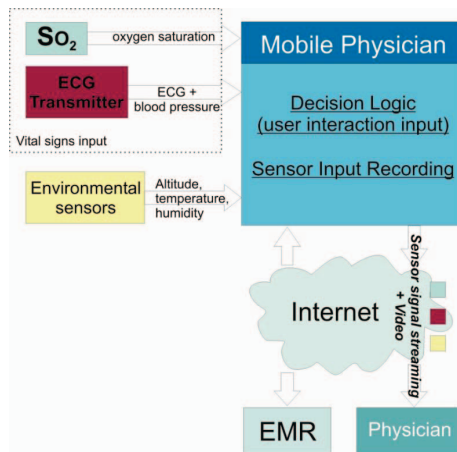 SO₂
oxygen saturation
ECG
Transmitter
ECG +
blood pressure
Vital signs input
Environmental
sensors
Altitude,
temperature,
humidity
Mobile Physician
Decision Logic
(user interaction input)
Sensor Input Recording
Internet
Sensor signal streaming
+ Video
EMR
Physician